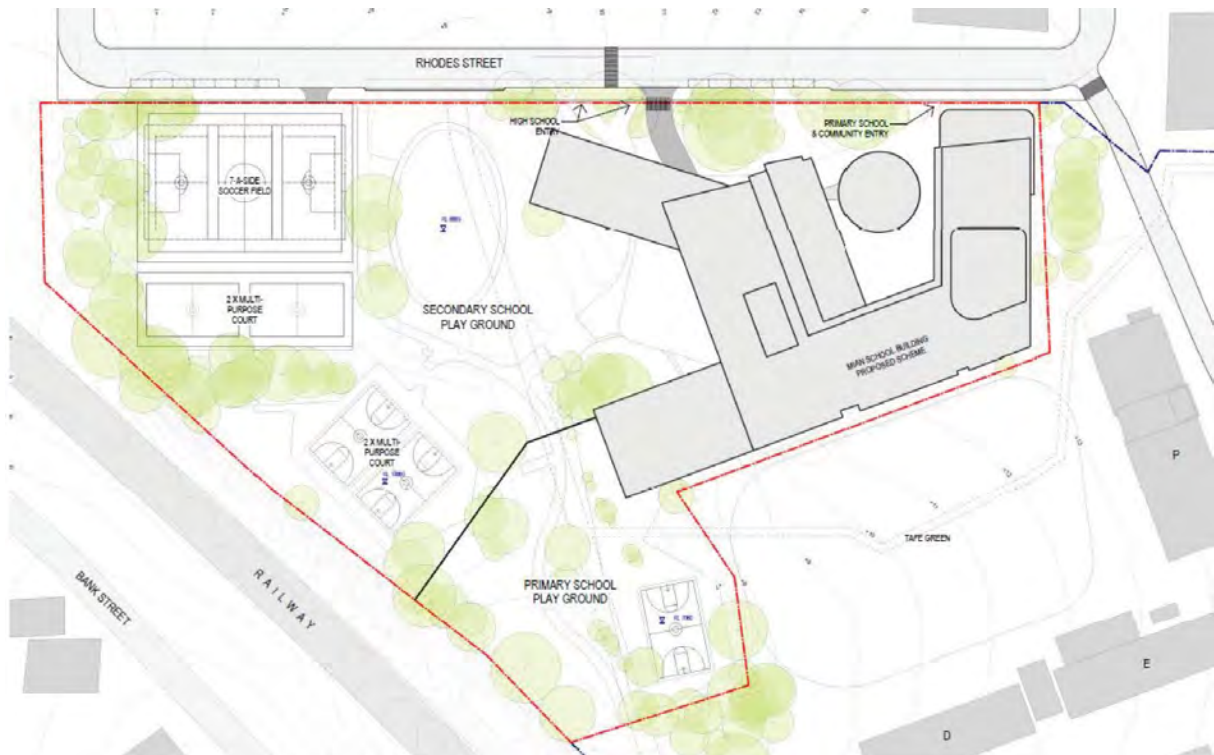 RHODES STREET
HIGH SCHOOL
ENTRY
PRIMARY SCHOOL
& COMMUNITY ENTRY
7-A-SIDE
SOCCER FIELD
2 X MULTI-
PURPOSE
COURT
SECONDARY SCHOOL
PLAY GROUND
MIAN SCHOOL BUILDING
PROPOSED SCHEME
2 X MULTI-
PURPOSE
COURT
P
TAFE GREEN
PRIMARY SCHOOL
PLAY GROUND
RAILWAY
BANK STREET
E
D